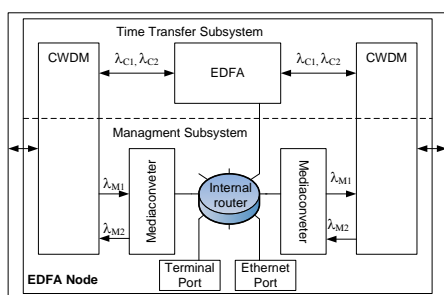 Time Transfer Subsystem
CWDM
λC1, λC2
EDFA
λC1, λC2
CWDM
Managment Subsystem
λM1
Mediaconveter
Internal
router
Mediaconveter
λM1
λM2
λM2
Terminal
Port
Ethernet
Port
EDFA Node